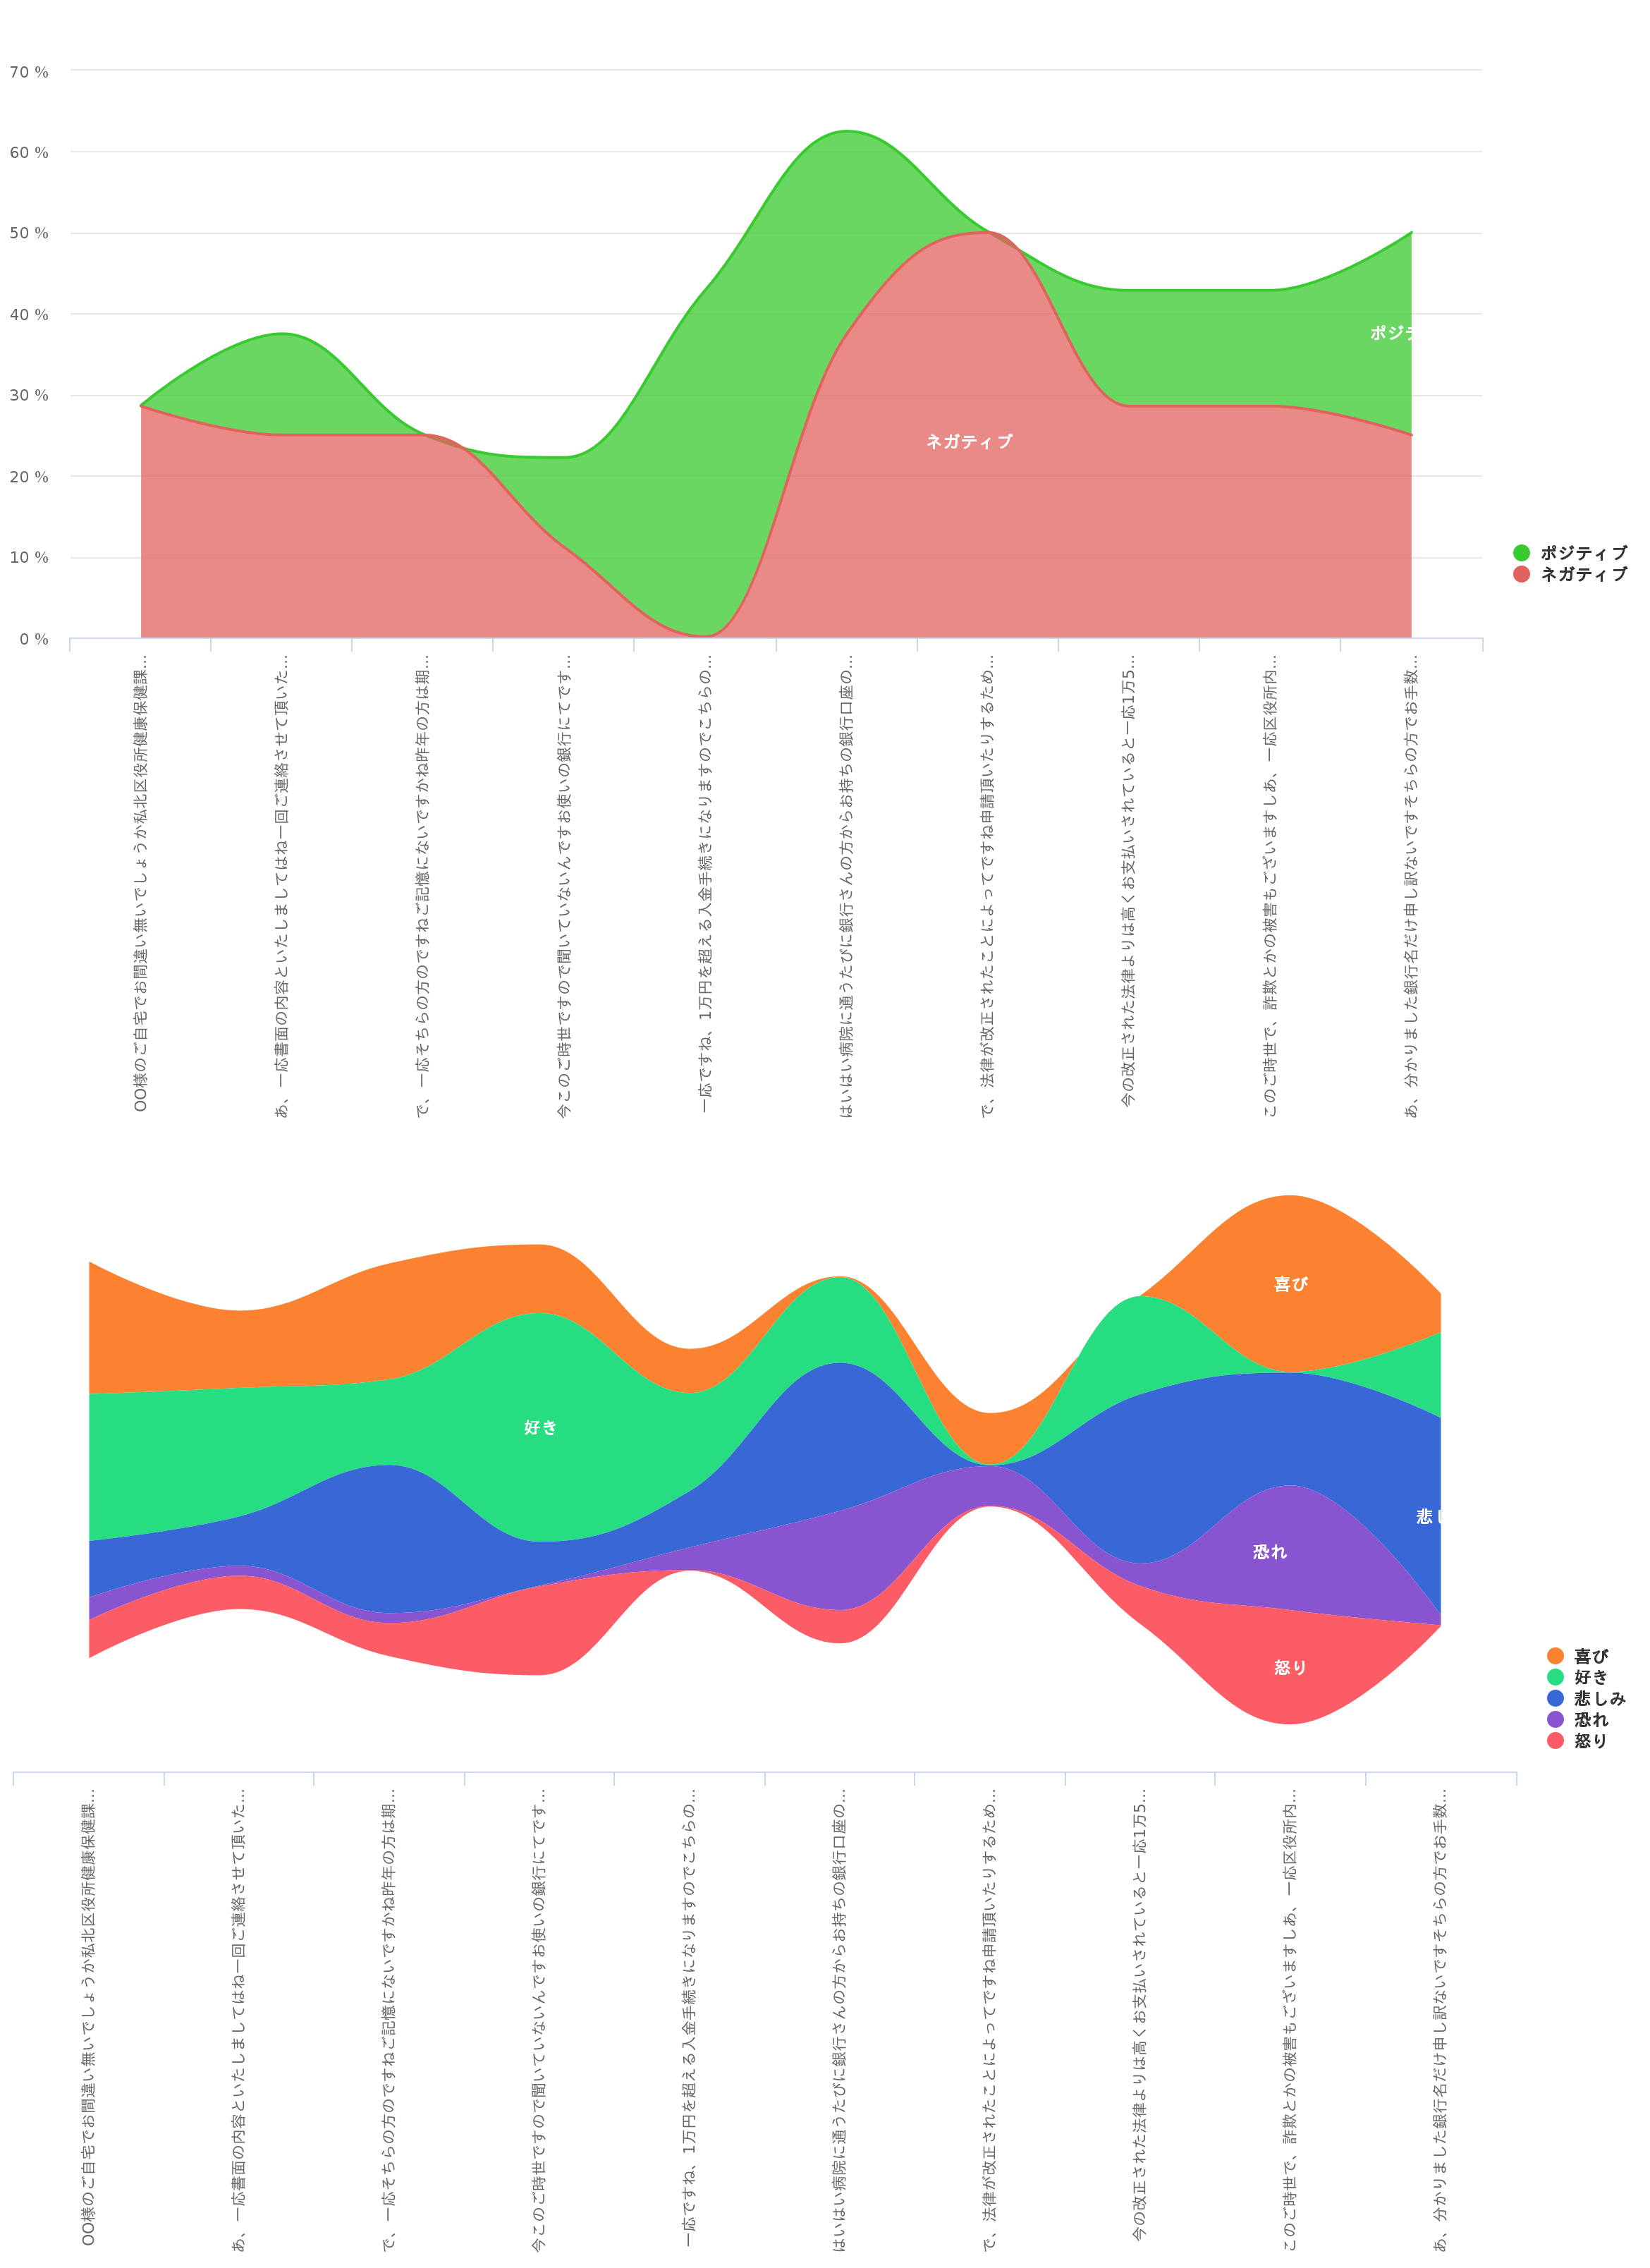 70 %
60 %
50 %
40 %
30 %
20 %
10 %
0 %
ポジテ
ネガティブ
ポジティブ
ネガティブ
OO様のご自宅でお間違い無いでしょうか私北区役所健康保健課...
あ、一応書面の内容といたしましてはね一回ご連絡させて頂いた...
で、一応そちらの方のですねご記憶にないですかね昨年の方は期...
今このご時世ですので聞いていないんですお使いの銀行にてです...
一応ですね、1万円を超える入金手続きになりますのでこちらの...
はいはい病院に通うたびに銀行さんの方からお持ちの銀行口座の...
で、法律が改正されたことによってですね申請頂いたりするため...
今の改正された法律よりは高くお支払いされていると一応1万5...
このご時世で、詐欺とかの被害もございますしあ、一応区役所内...
あ、分かりました銀行名だけ申し訳ないですそちらの方でお手数...
喜び
好き
悲し
恐れ
怒り
喜び
好き
悲しみ
恐れ
怒り
OO様のご自宅でお間違い無いでしょうか私北区役所健康保健課...
あ、一応書面の内容といたしましてはね一回ご連絡させて頂いた...
で、一応そちらの方のですねご記憶にないですかね昨年の方は期...
今このご時世ですので聞いていないんですお使いの銀行にてです...
一応ですね、1万円を超える入金手続きになりますのでこちらの...
はいはい病院に通うたびに銀行さんの方からお持ちの銀行口座の...
で、法律が改正されたことによってですね申請頂いたりするため...
今の改正された法律よりは高くお支払いされていると一応1万5...
このご時世で、詐欺とかの被害もございますしあ、一応区役所内...
あ、分かりました銀行名だけ申し訳ないですそちらの方でお手数...